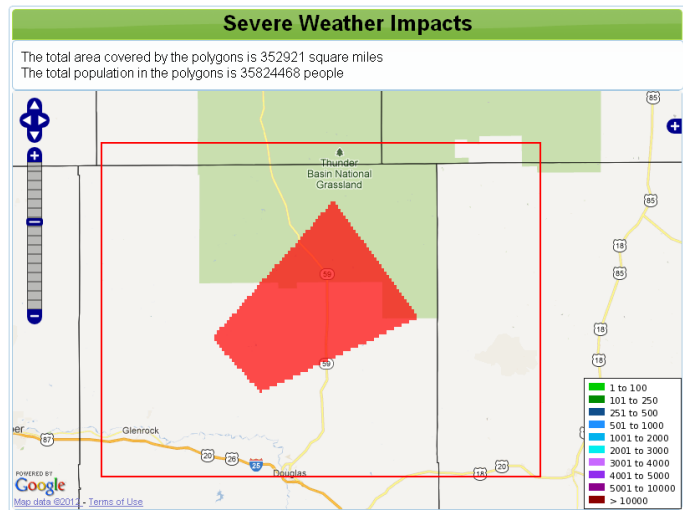 Severe Weather Impacts
The total area covered by the polygons is 352921 square miles
The total population in the polygons is 35824468 people
85
Thunder
Basin National
Grassland
85
18
59
85
18
59
18
Glenrock
87
20
26
25
Douglas
18
20
1 to 100
101 to 250
251 to 500
501 to 1000
1001 to 2000
2001 to 3000
3001 to 4000
4001 to 5000
5001 to 10000
> 10000
POWERED BY
Google
Map data ©2012 - Terms of Use